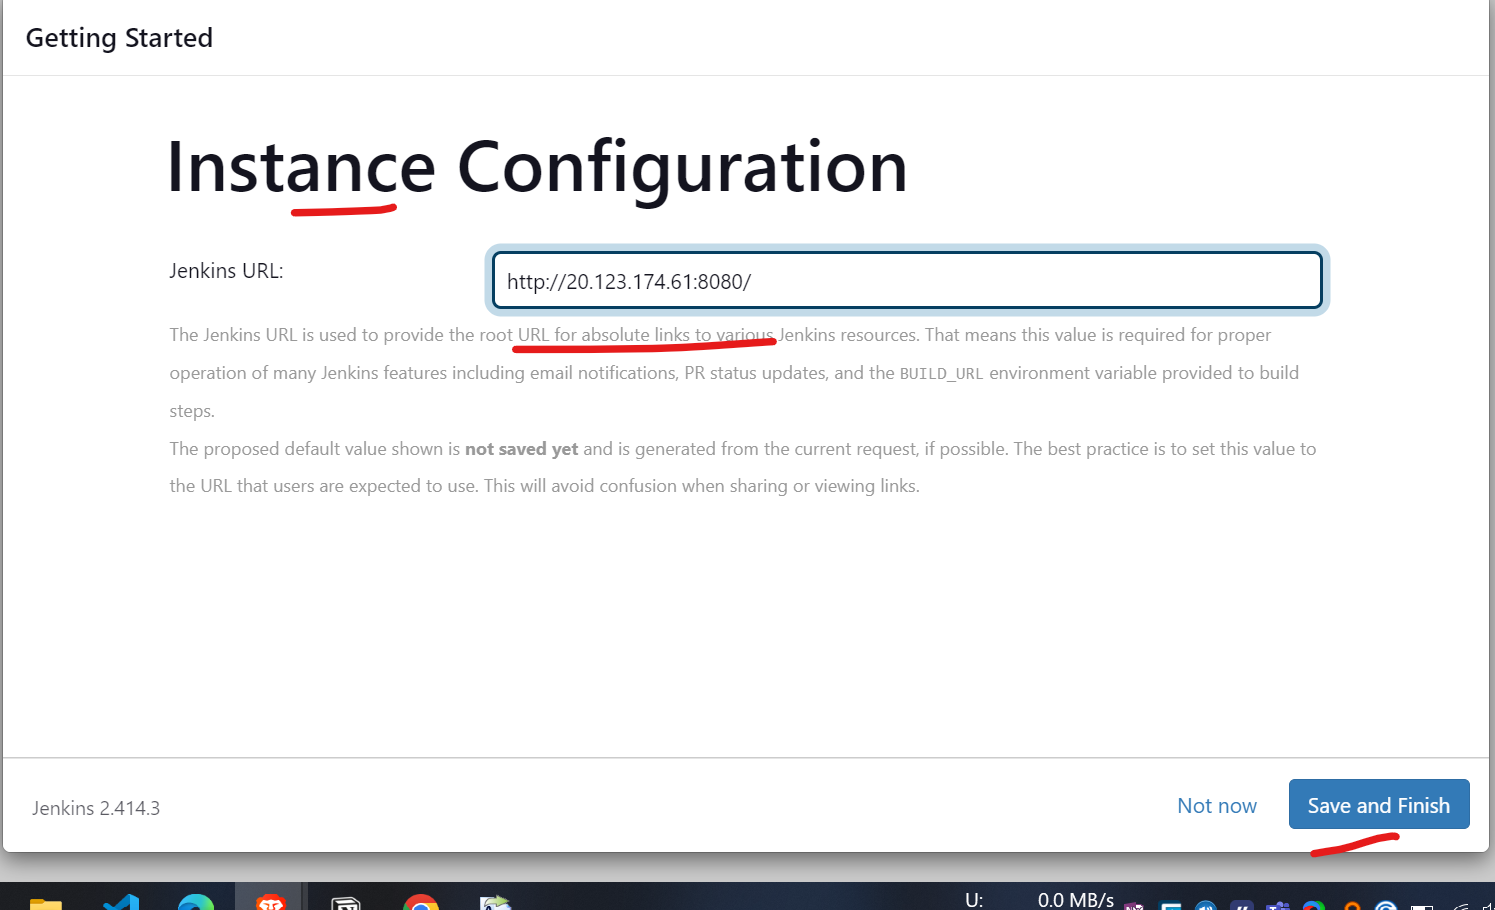 Getting Started
Instance Configuration
Jenkins URL:
http://20.123.174.61:8080/
The Jenkins URL is used to provide the root URL for absolute links to various Jenkins resources. That means this value is required for proper
operation of many Jenkins features including email notifications, PR status updates, and the BUILD_URL environment variable provided to build
steps.
The proposed default value shown is not saved yet and is generated from the current request, if possible. The best practice is to set this value to
the URL that users are expected to use. This will avoid confusion when sharing or viewing links.
Jenkins 2.414.3
Not now
Save and Finish
U: 0.0 MB/s